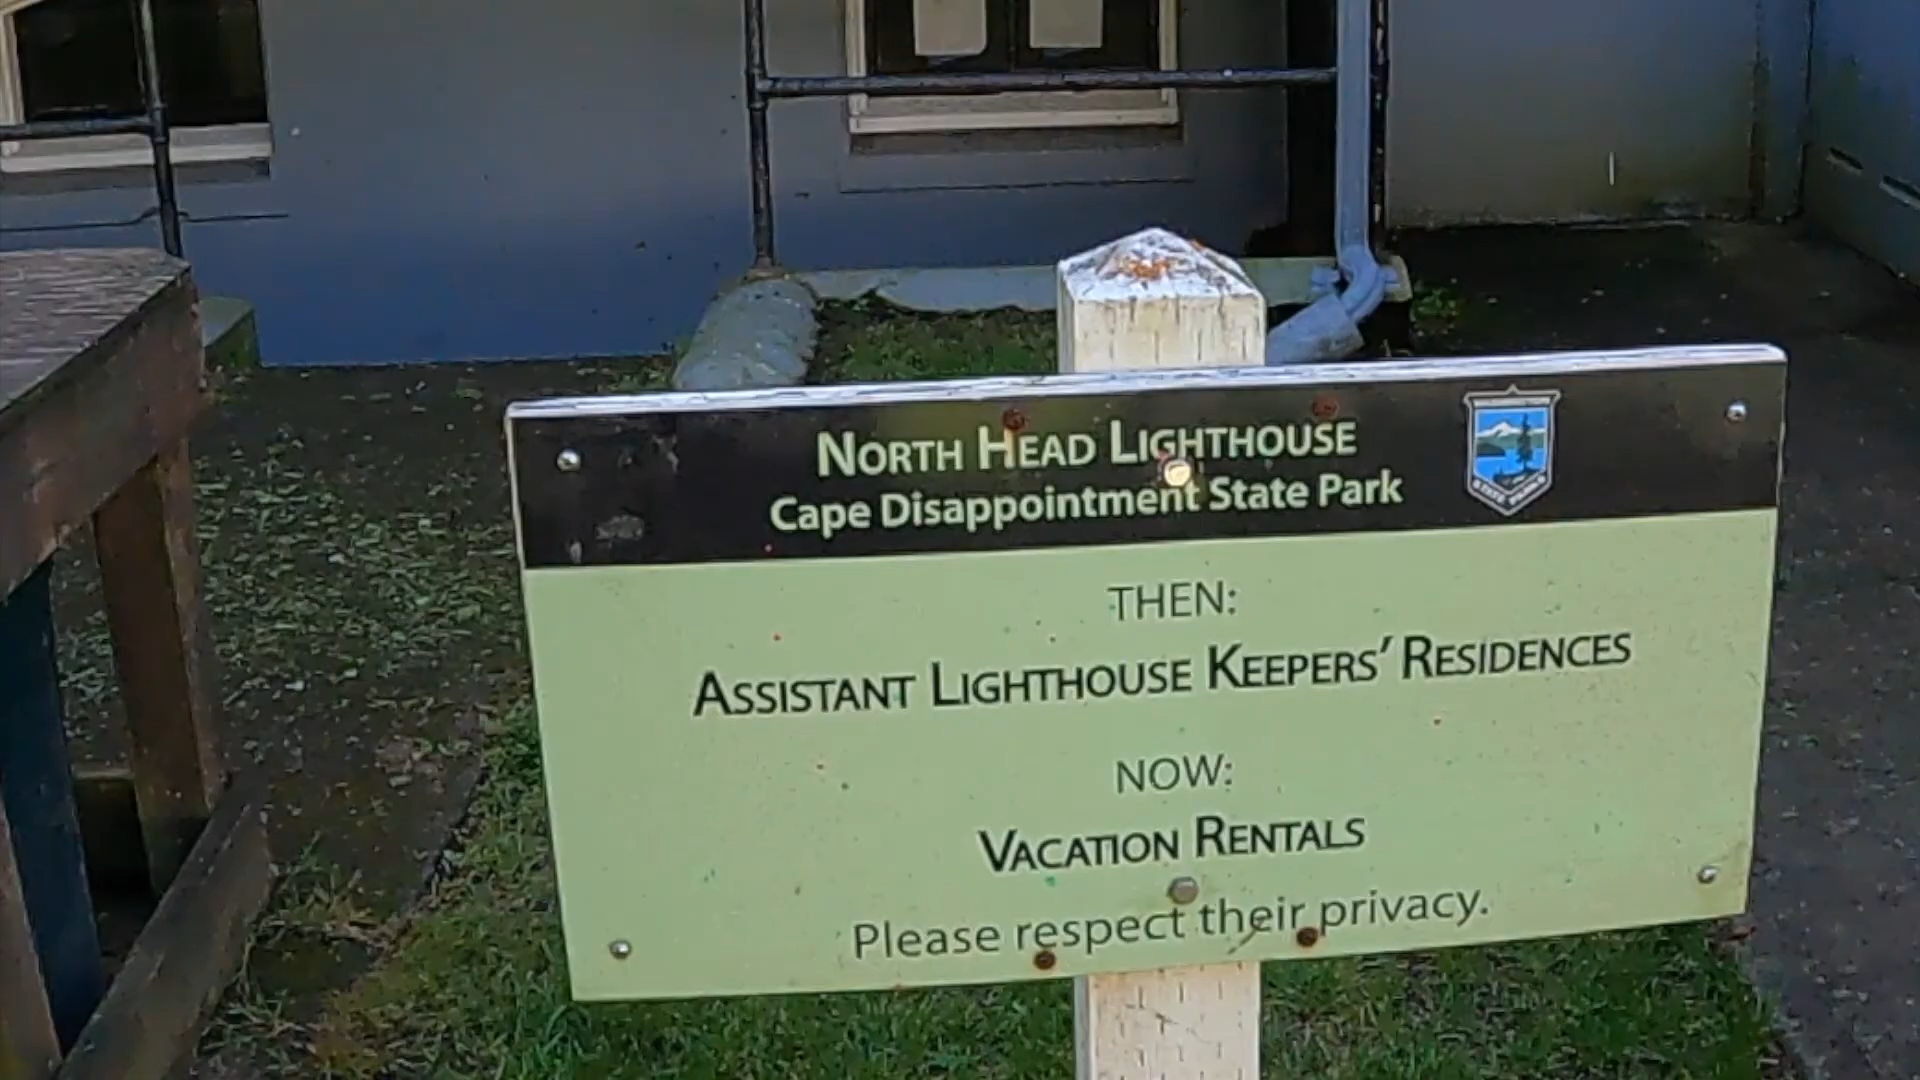 NORTH HEAD LIGHTHOUSE
Cape Disappointment State Park
THEN:
ASSISTANT LIGHTHOUSE KEEPERS' RESIDENCES
NOW:
VACATION RENTALS
Please respect their privacy.